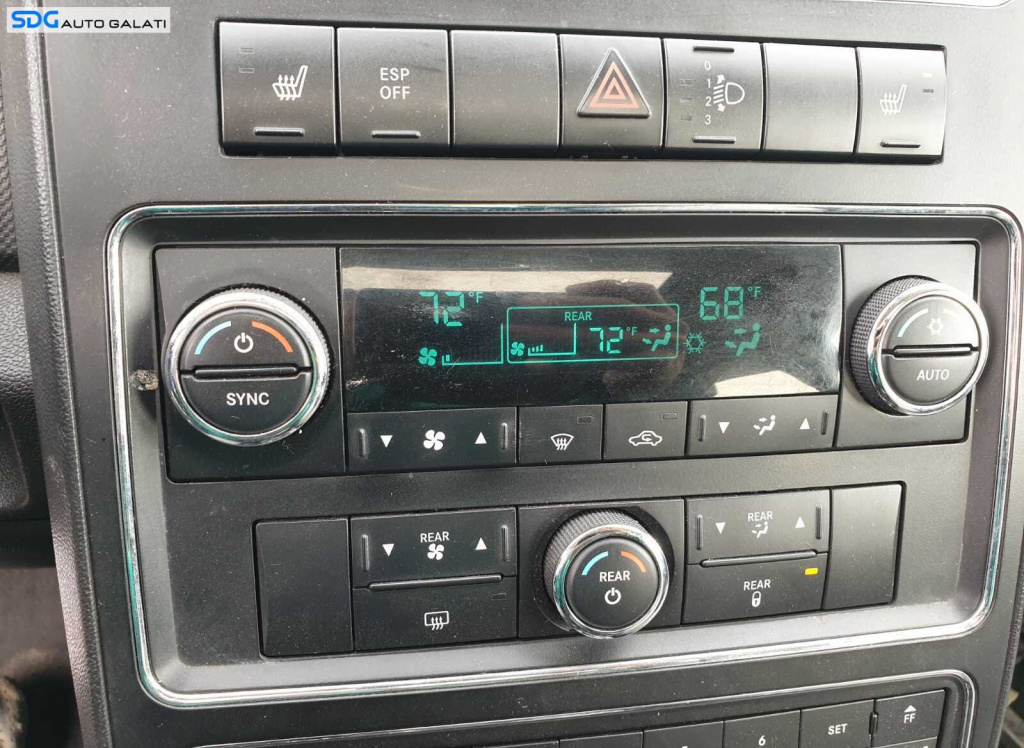 SDG AUTO GALATI
ESP
OFF
0
1
2
3
72°F
68°F
REAR
72°F
SYNC
AUTO
REAR
REAR
REAR
REAR
SET
FF
6